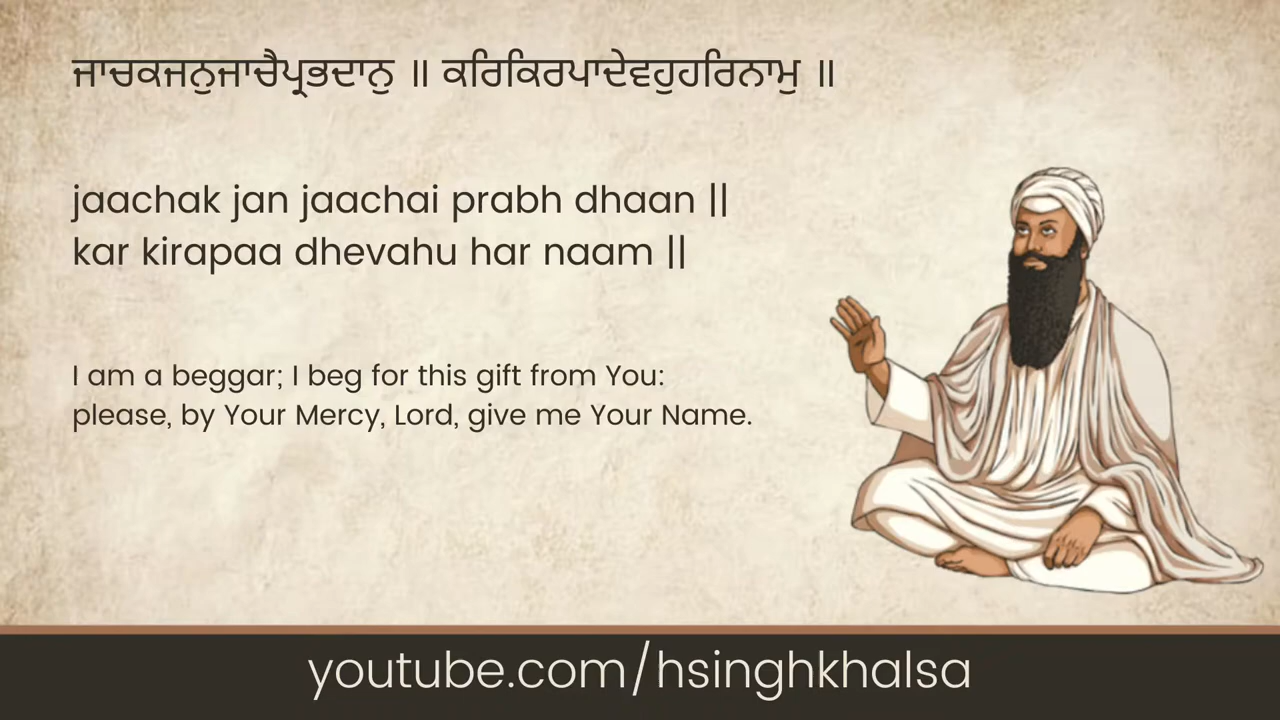 ਜਾਚਕਜਨੁਜਾਚੈਪ੍ਰਭਦਾਨੁ ॥ ਕਰਿਕਿਰਪਾਦੇਵਹੁਹਰਿਨਾਮੁ ॥
jaachak jan jaachai prabh dhaan ||
kar kirapaa dhevahu har naam ||
I am a beggar; I beg for this gift from You:
please, by Your Mercy, Lord, give me Your Name.
youtube.com/hsinghkhalsa